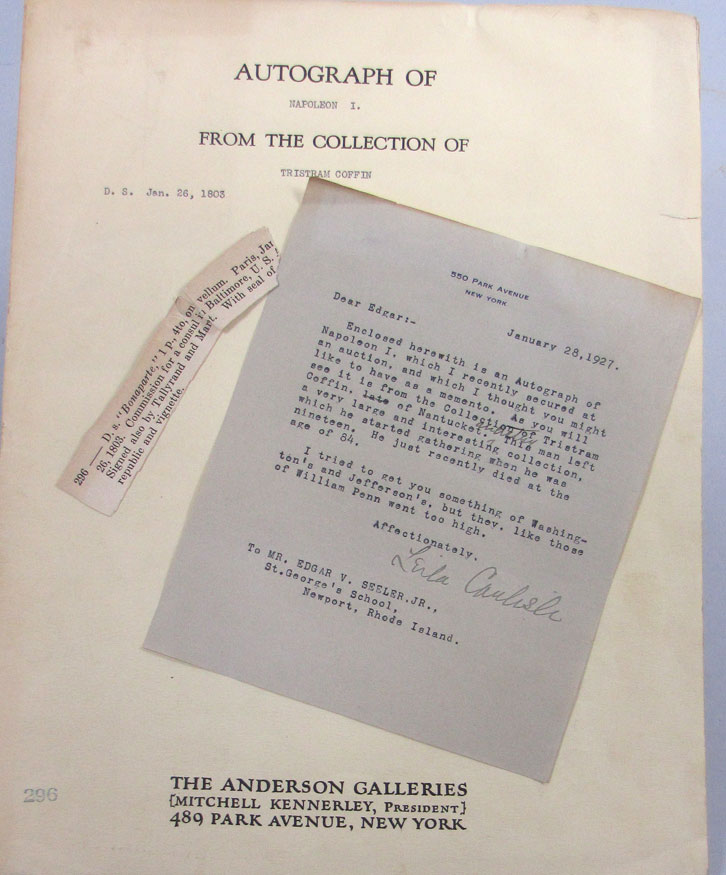 AUTOGRAPH OF
NAPOLEON I.
FROM THE COLLECTION OF
TRISTRAM COFFIN
D. S. Jan. 26, 1803
296 — D. s. "Bonaparte," 1 p., 4to, on vellum. Paris, Jan
26, 1803. Commission for a consul Baltimore, U. S.
Signed also by Tallyrand and Maret. With seal of
republic and vignette.
550 PARK AVENUE
NEW YORK
January 28,1927.
Dear Edgar:-
Enclosed herewith is an Autograph of
Napoleon I, which I recently secured at
an auction, and which I thought you might
like to have as a memento. As you will
see it is from the Collection of Tristram
Coffin, late of Nantucket. This man left
a very large and interesting collection,
which he started gathering when he was
nineteen. He just recently died at the
age of 84.
I tried to get you something of Washing-
ton's and Jefferson's, but they, like those
of William Penn went too high.
Affectionately,
Leila Carlisle
To MR. EDGAR V. SEELER.JR.,
St.George's School,
Newport, Rhode Island.
296
THE ANDERSON GALLERIES
[MITCHELL KENNERLEY, PRESIDENT]
489 PARK AVENUE, NEW YORK